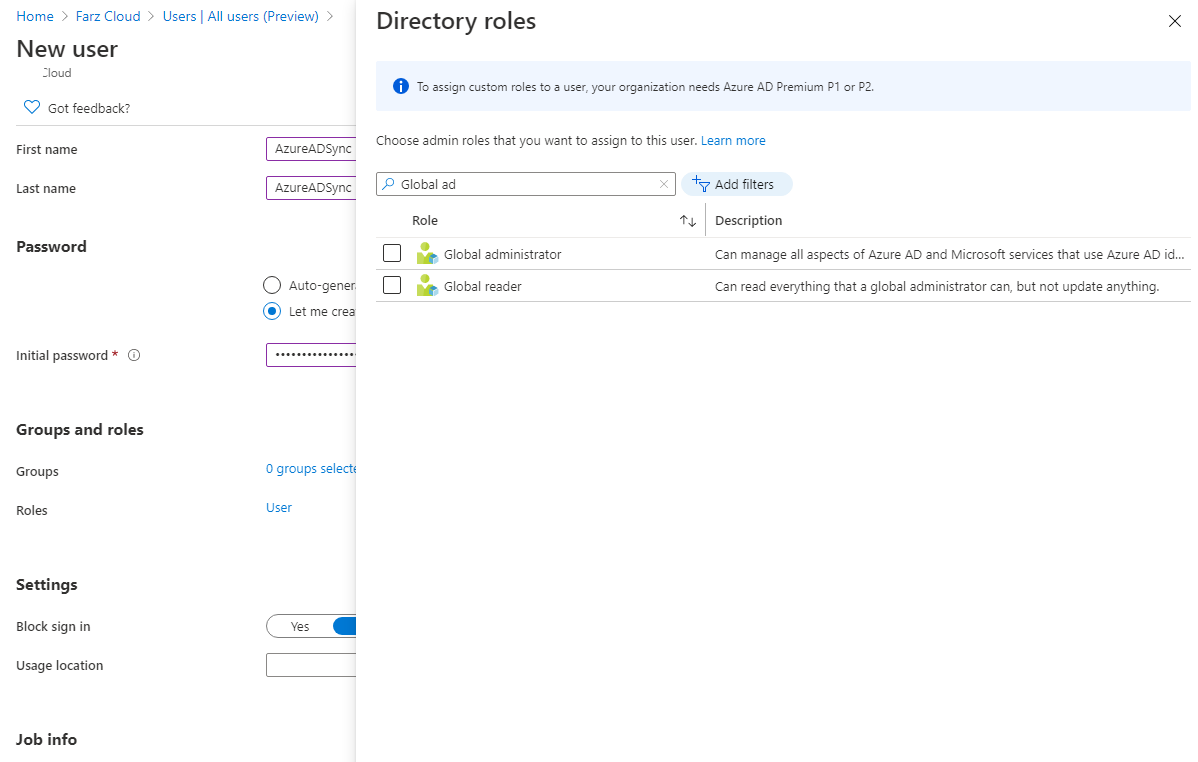 Home > Farz Cloud > Users | All users (Preview) >
New user
Cloud
Got feedback?
First name
AzureADSync
Last name
AzureADSync
Password
Auto-gener
Let me crea
Initial password *
••••••••••••••••
Groups and roles
Groups
0 groups selecte
Roles
User
Settings
Block sign in
Yes
Usage location
Job info
Directory roles
To assign custom roles to a user, your organization needs Azure AD Premium P1 or P2.
Choose admin roles that you want to assign to this user. Learn more
Global ad
Add filters
Role
Description
Global administrator
Can manage all aspects of Azure AD and Microsoft services that use Azure AD id...
Global reader
Can read everything that a global administrator can, but not update anything.